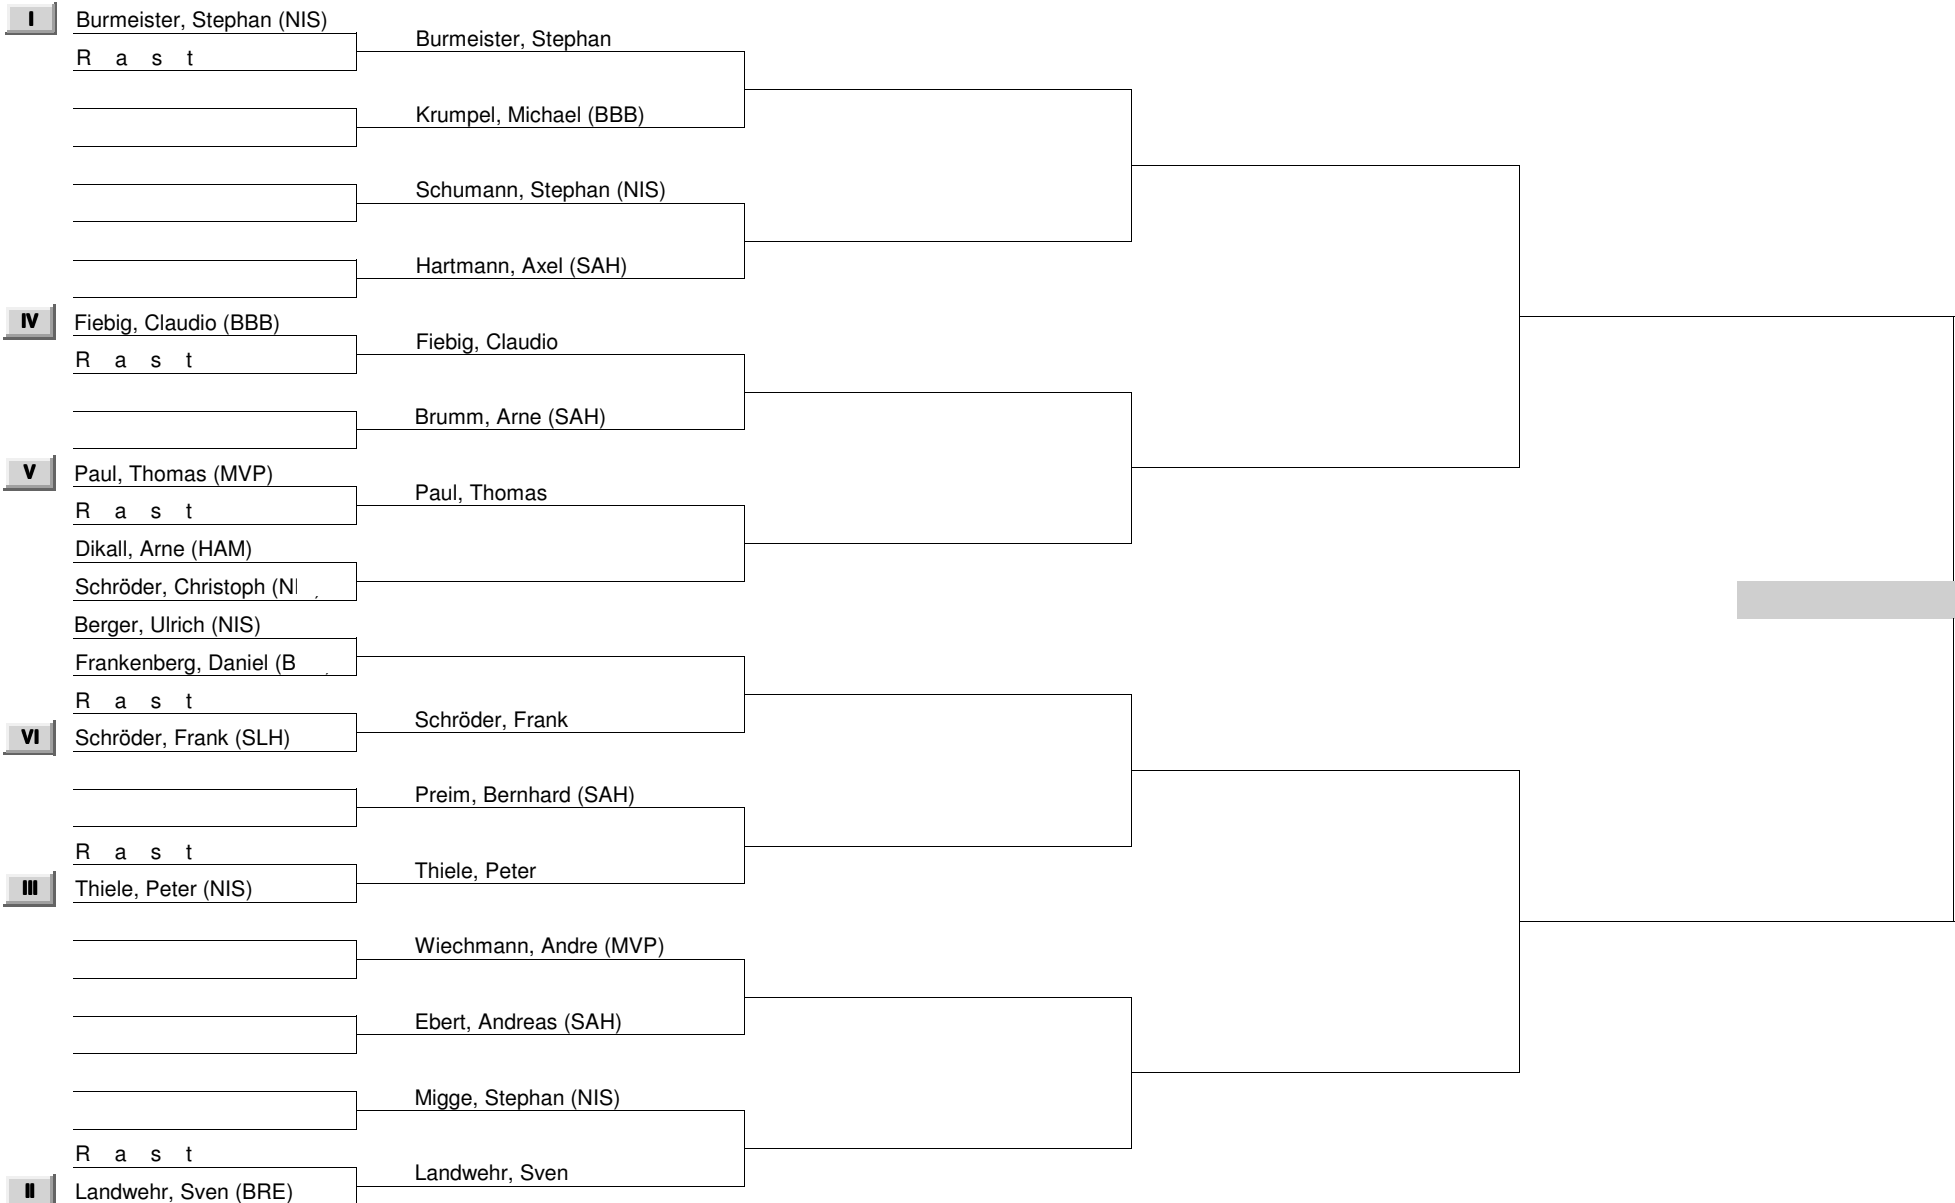 I
Burmeister, Stephan (NIS)
Burmeister, Stephan
R a s t
Krumpel, Michael (BBB)
Schumann, Stephan (NIS)
Hartmann, Axel (SAH)
IV
Fiebig, Claudio (BBB)
Fiebig, Claudio
R a s t
Brumm, Arne (SAH)
V
Paul, Thomas (MVP)
Paul, Thomas
R a s t
Dikall, Arne (HAM)
Schröder, Christoph
Berger, Ulrich (NIS)
Frankenberg, Daniel
R a s t
Schröder, Frank
VI
Schröder, Frank (SLH)
Preim, Bernhard (SAH)
R a s t
Thiele, Peter
III
Thiele, Peter (NIS)
Wiechmann, Andre (MVP)
Ebert, Andreas (SAH)
Migge, Stephan (NIS)
R a s t
Landwehr, Sven
II
Landwehr, Sven (BRE)